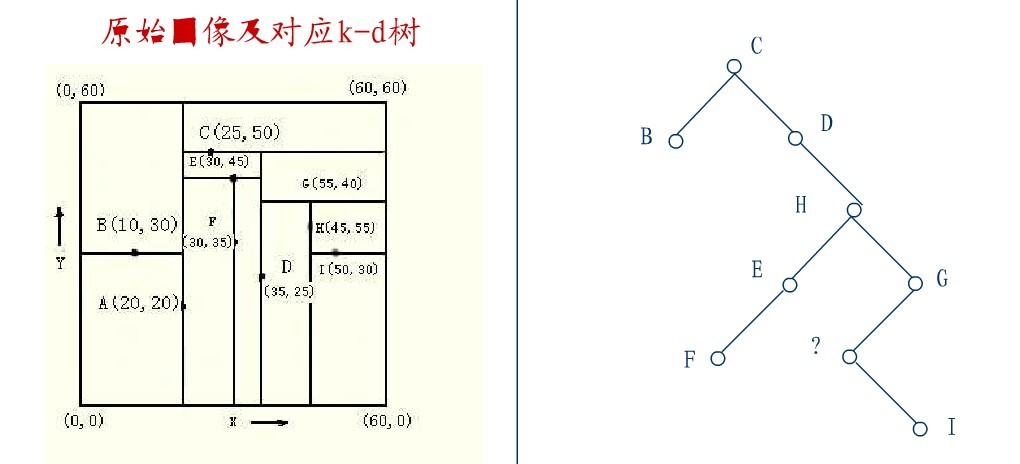 原始图像及对应k-d树
(0,60)
(60,60)
C(25,50)
E(30,45)
G(55,40)
B(10,30)
F
(30,35)
H(45,55)
Y
D
I(50,30)
(35,25)
A(20,20)
(0,0)
X
(60,0)
C
B
D
H
E
G
F
?
I